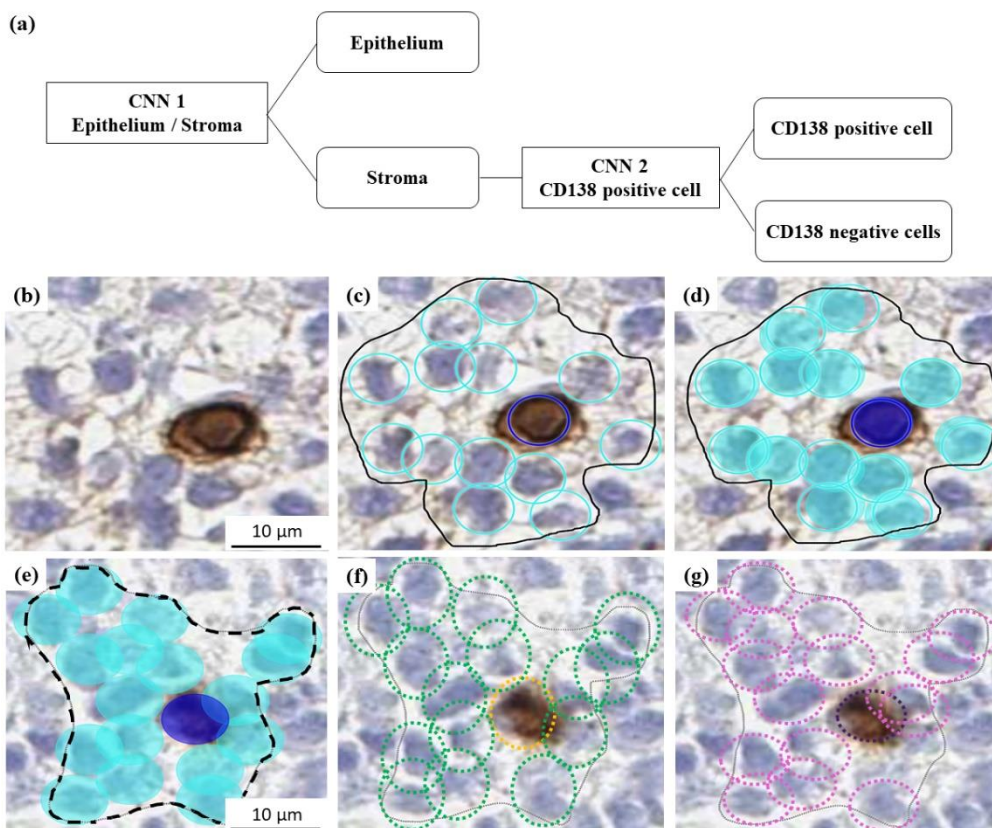 (a)
Epithelium
CNN 1
Epithelium / Stroma
CD138 positive cell
Stroma
CNN 2
CD138 positive cell
CD138 negative cells
(b)
(c)
(d)
10 µm
(e)
(f)
(g)
10 µm